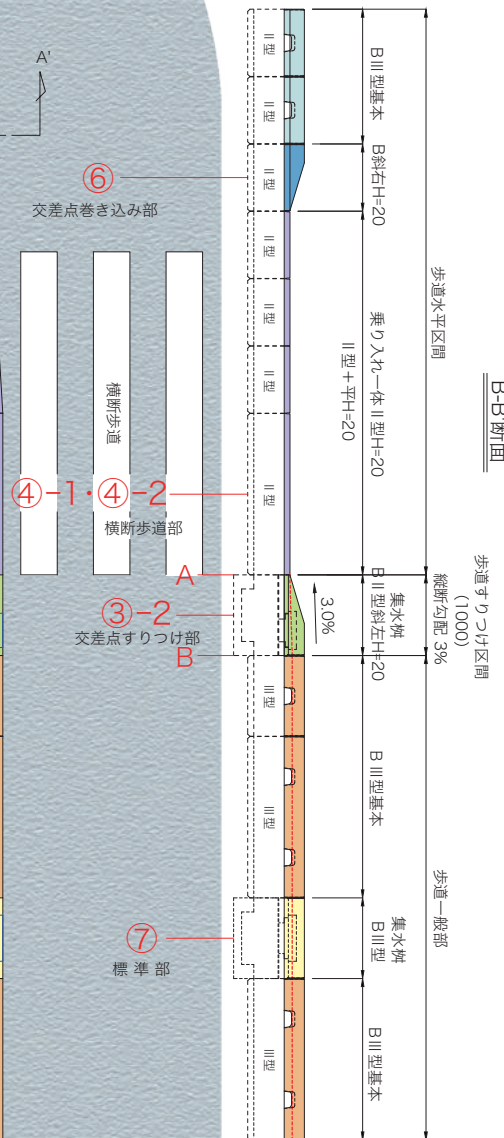 B-B'断面
歩道水平区間
歩道すりつけ区間
(1000)
縦断勾配 3%
歩道一般部
BⅢ型基本
B斜右H=20
乗り入れ一体Ⅱ型H=20
Ⅱ型+平H=20
集水桝
BⅡ型斜左H=20
BⅢ型基本
集水桝
BⅢ型
BⅢ型基本
3.0%
Ⅱ型
Ⅱ型
Ⅱ型
Ⅱ型
Ⅱ型
Ⅱ型
Ⅱ型
Ⅲ型
Ⅲ型
Ⅲ型
A'
⑥
交差点巻き込み部
横断歩道
④-1・④-2
横断歩道部
A
③-2
交差点すりつけ部
B
⑦
標準部